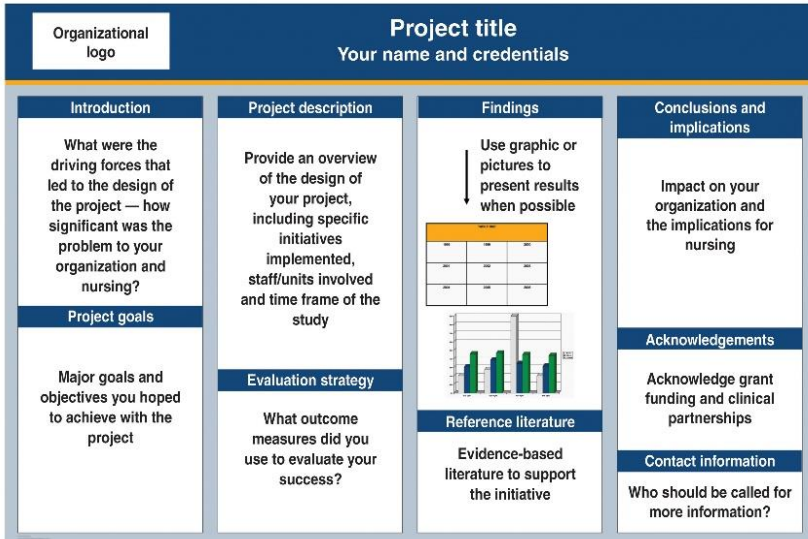 Organizational
logo
Project title
Your name and credentials
Introduction
What were the
driving forces that
led to the design of
the project — how
significant was the
problem to your
organization and
nursing?
Project goals
Major goals and
objectives you hoped
to achieve with the
project
Project description
Provide an overview
of the design of
your project,
including specific
initiatives
implemented,
staff/units involved
and time frame of the
study
Evaluation strategy
What outcome
measures did you
use to evaluate your
success?
Findings
Use graphic or
pictures to
present results
when possible
Reference literature
Evidence-based
literature to support
the initiative
Conclusions and
implications
Impact on your
organization and
the implications for
nursing
Acknowledgements
Acknowledge grant
funding and clinical
partnerships
Contact information
Who should be called for
more information?